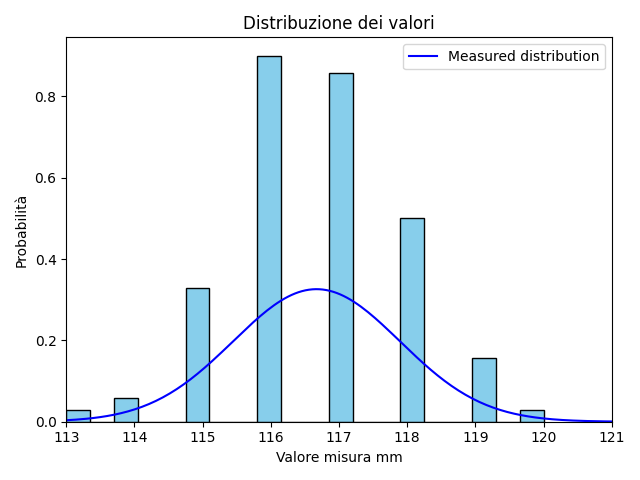 Distribuzione dei valori
Measured distribution
Probabilità
0.8
0.6
0.4
0.2
0.0
113 114 115 116 117 118 119 120 121
Valore misura mm